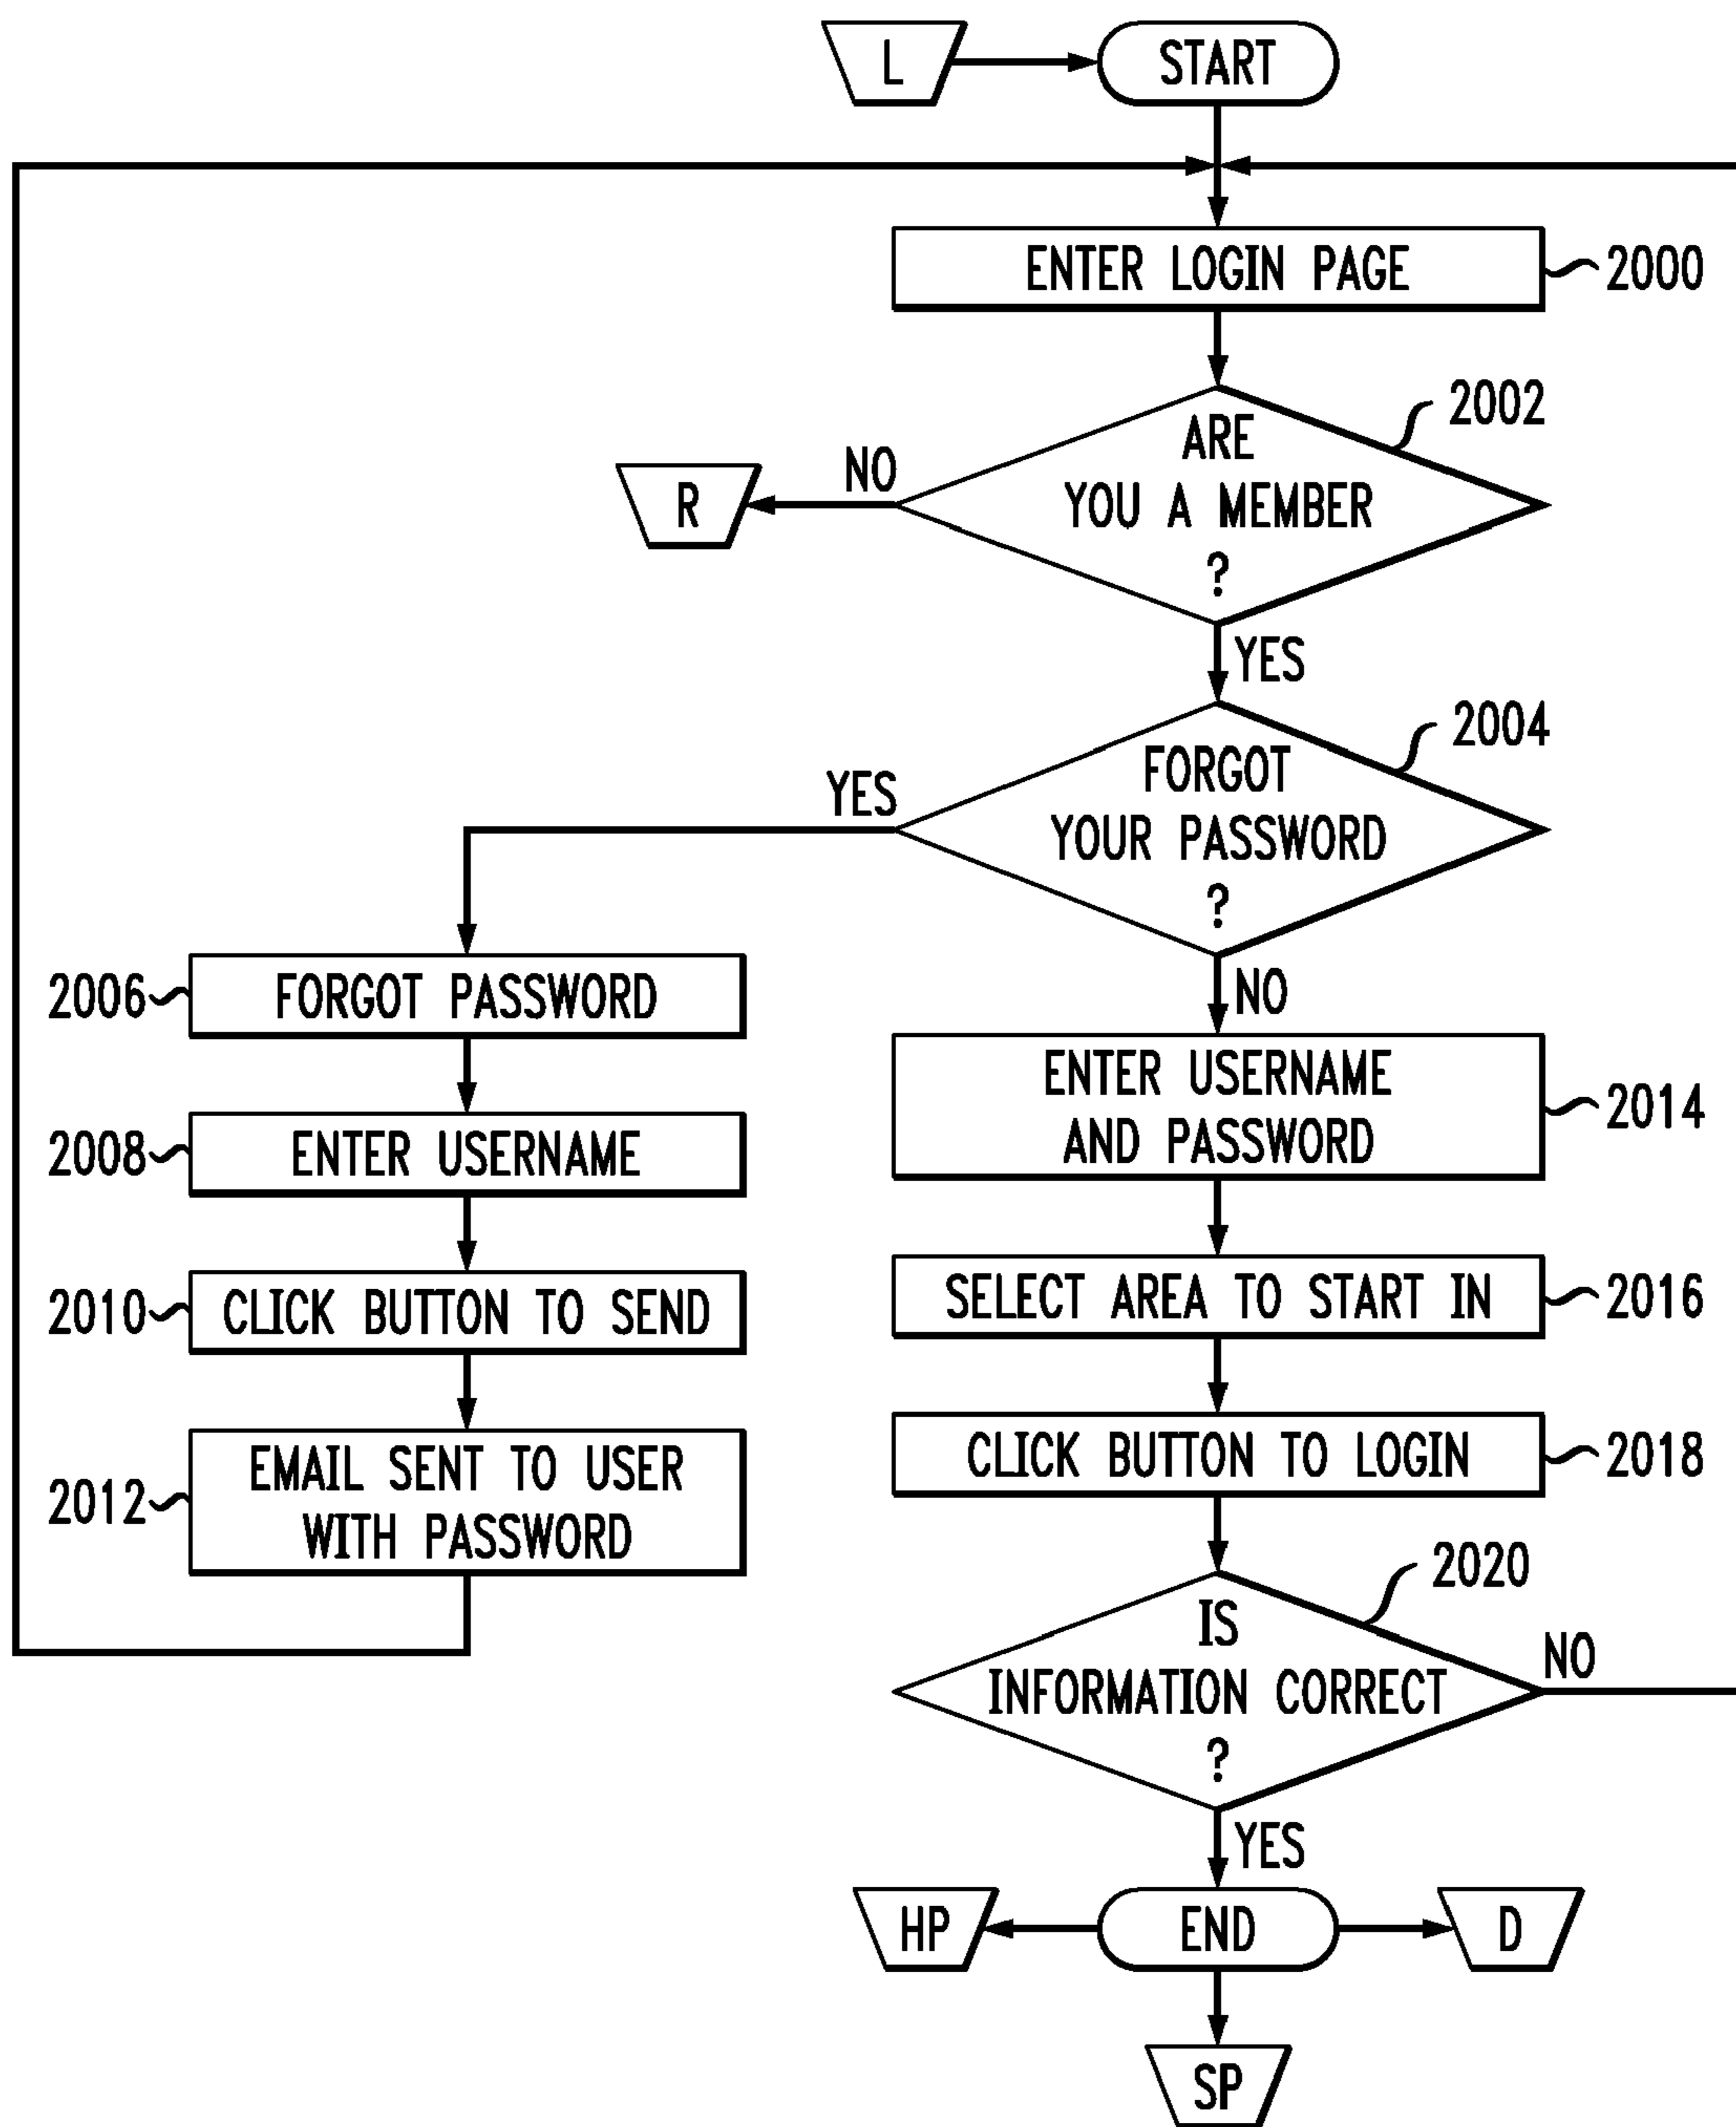 L
START
ENTER LOGIN PAGE
2000
2002
ARE
YOU A MEMBER
?
NO
R
YES
2004
FORGOT
YOUR PASSWORD
?
YES
NO
2006
FORGOT PASSWORD
2008
ENTER USERNAME
2010
CLICK BUTTON TO SEND
2012
EMAIL SENT TO USER
WITH PASSWORD
ENTER USERNAME
AND PASSWORD
2014
SELECT AREA TO START IN
2016
CLICK BUTTON TO LOGIN
2018
2020
IS
INFORMATION CORRECT
?
NO
YES
HP
END
D
SP